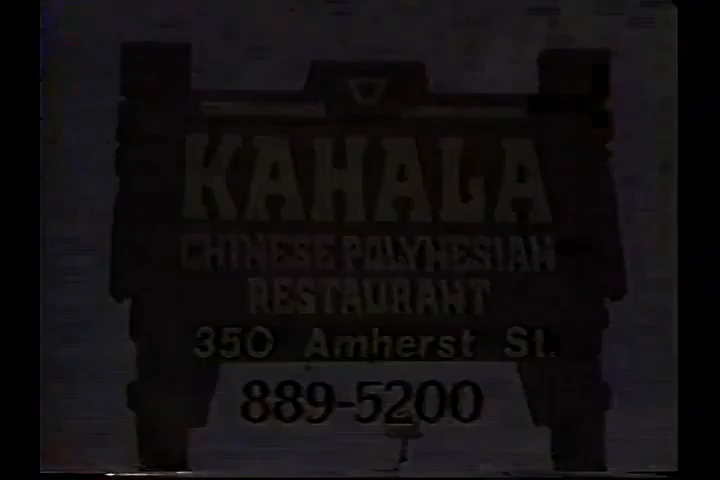 KAHALA
CHINESE POLYNESIAN
RESTAURANT
350 Amherst St.
889-5200